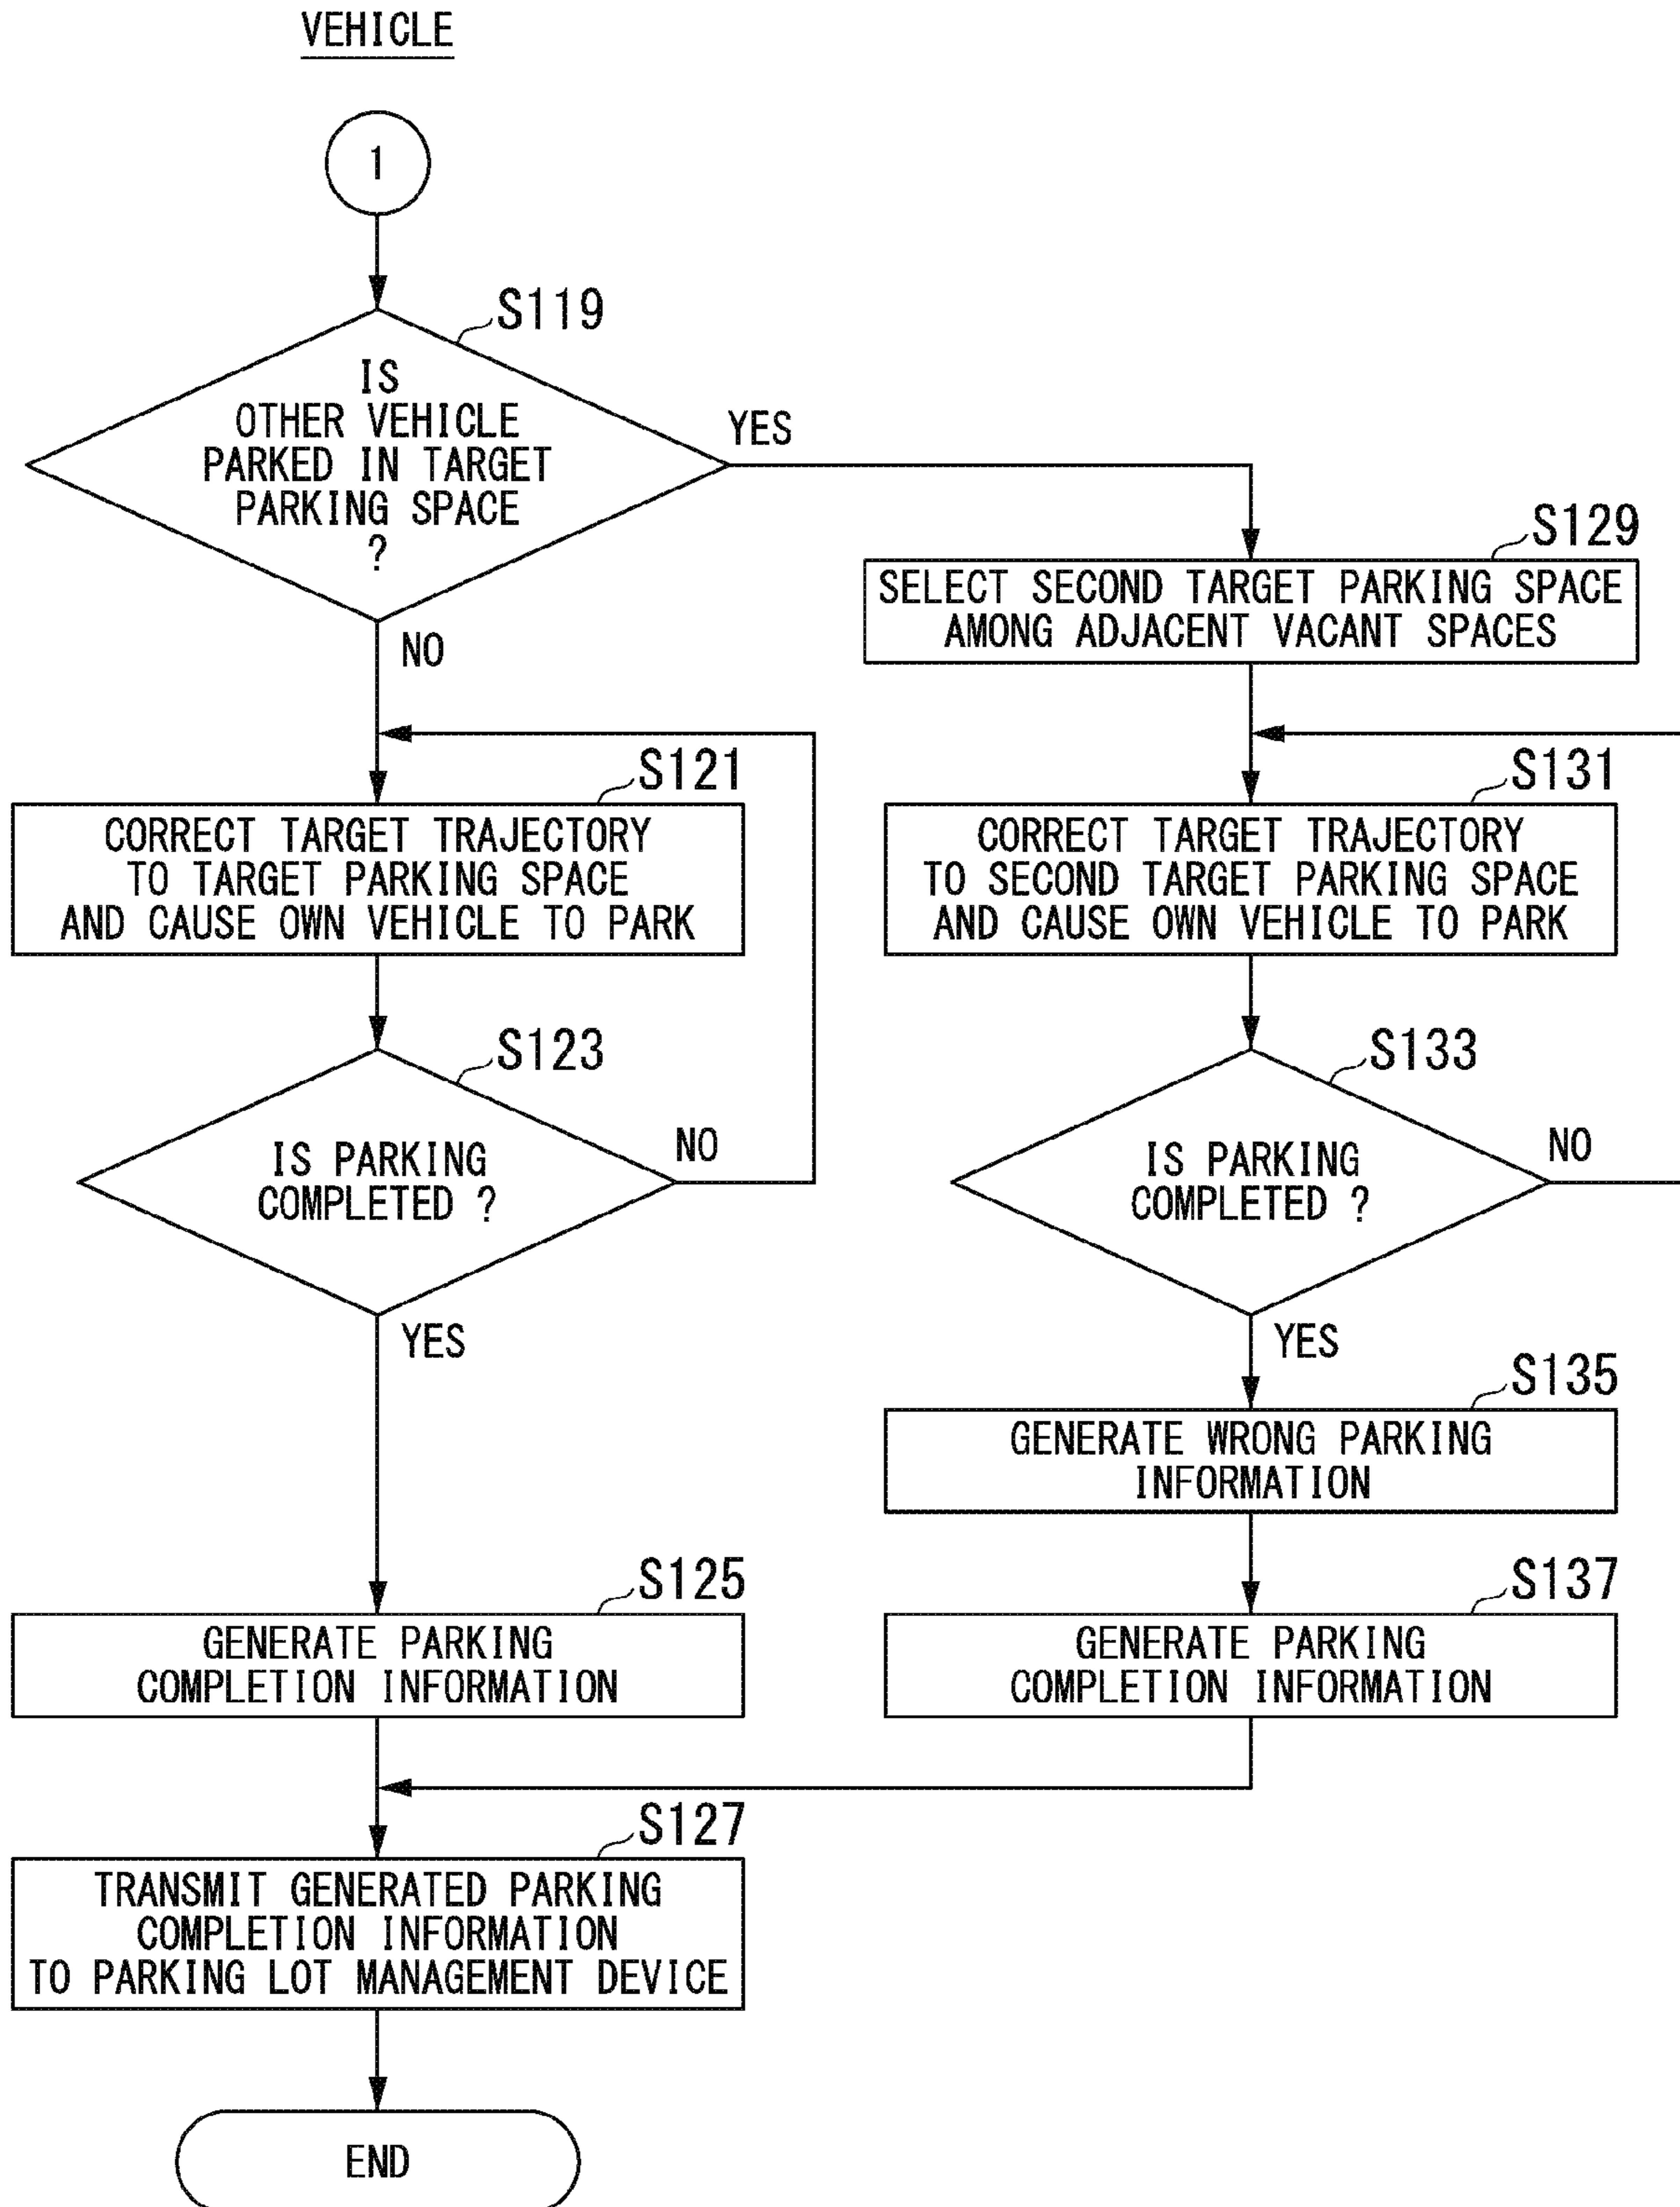 VEHICLE
1
S119
IS
OTHER VEHICLE
PARKED IN TARGET
PARKING SPACE
?
YES
NO
S129
SELECT SECOND TARGET PARKING SPACE
AMONG ADJACENT VACANT SPACES
S121
CORRECT TARGET TRAJECTORY
TO TARGET PARKING SPACE
AND CAUSE OWN VEHICLE TO PARK
S131
CORRECT TARGET TRAJECTORY
TO SECOND TARGET PARKING SPACE
AND CAUSE OWN VEHICLE TO PARK
S123
IS PARKING
COMPLETED ?
NO
YES
S133
IS PARKING
COMPLETED ?
NO
YES
S135
GENERATE WRONG PARKING
INFORMATION
S125
GENERATE PARKING
COMPLETION INFORMATION
S137
GENERATE PARKING
COMPLETION INFORMATION
S127
TRANSMIT GENERATED PARKING
COMPLETION INFORMATION
TO PARKING LOT MANAGEMENT DEVICE
END